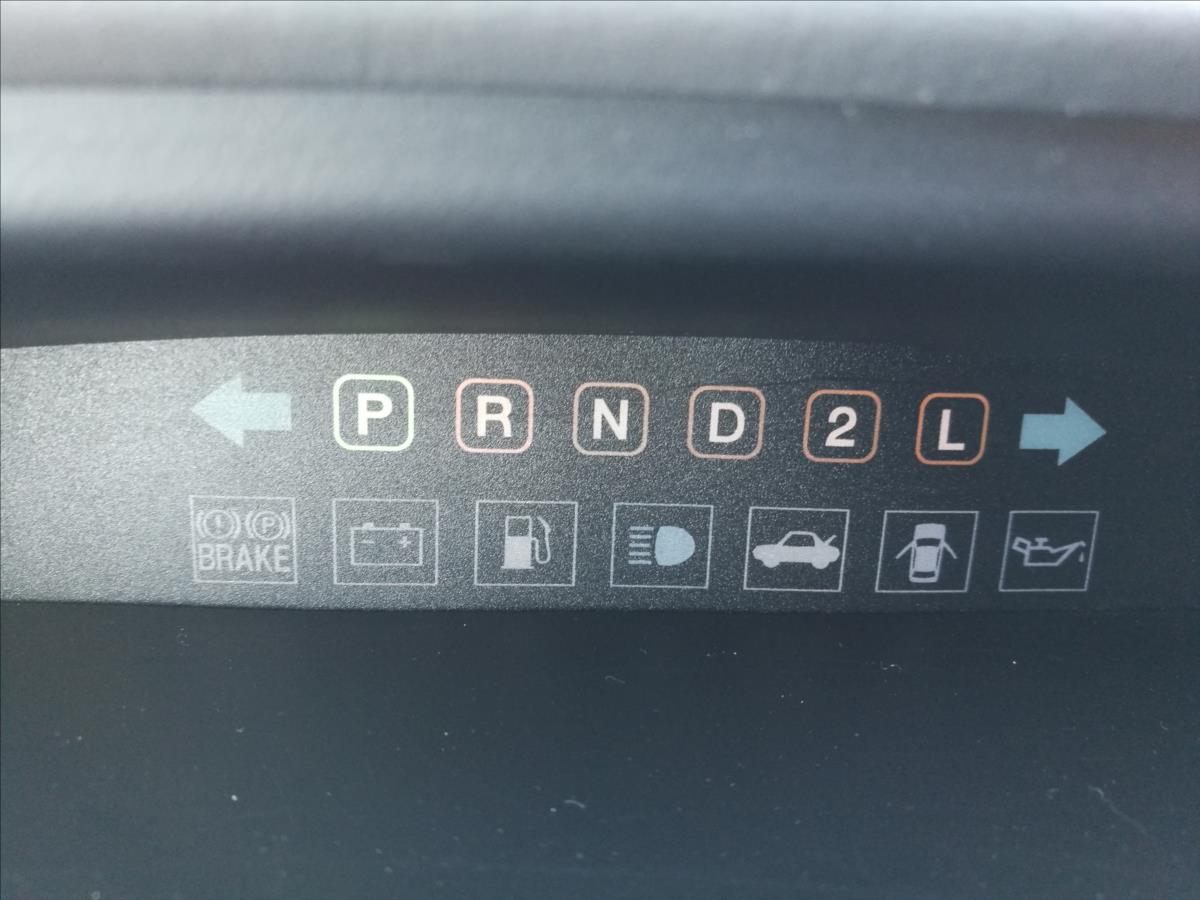 P R N D 2 L
(!) (P)
BRAKE
- +